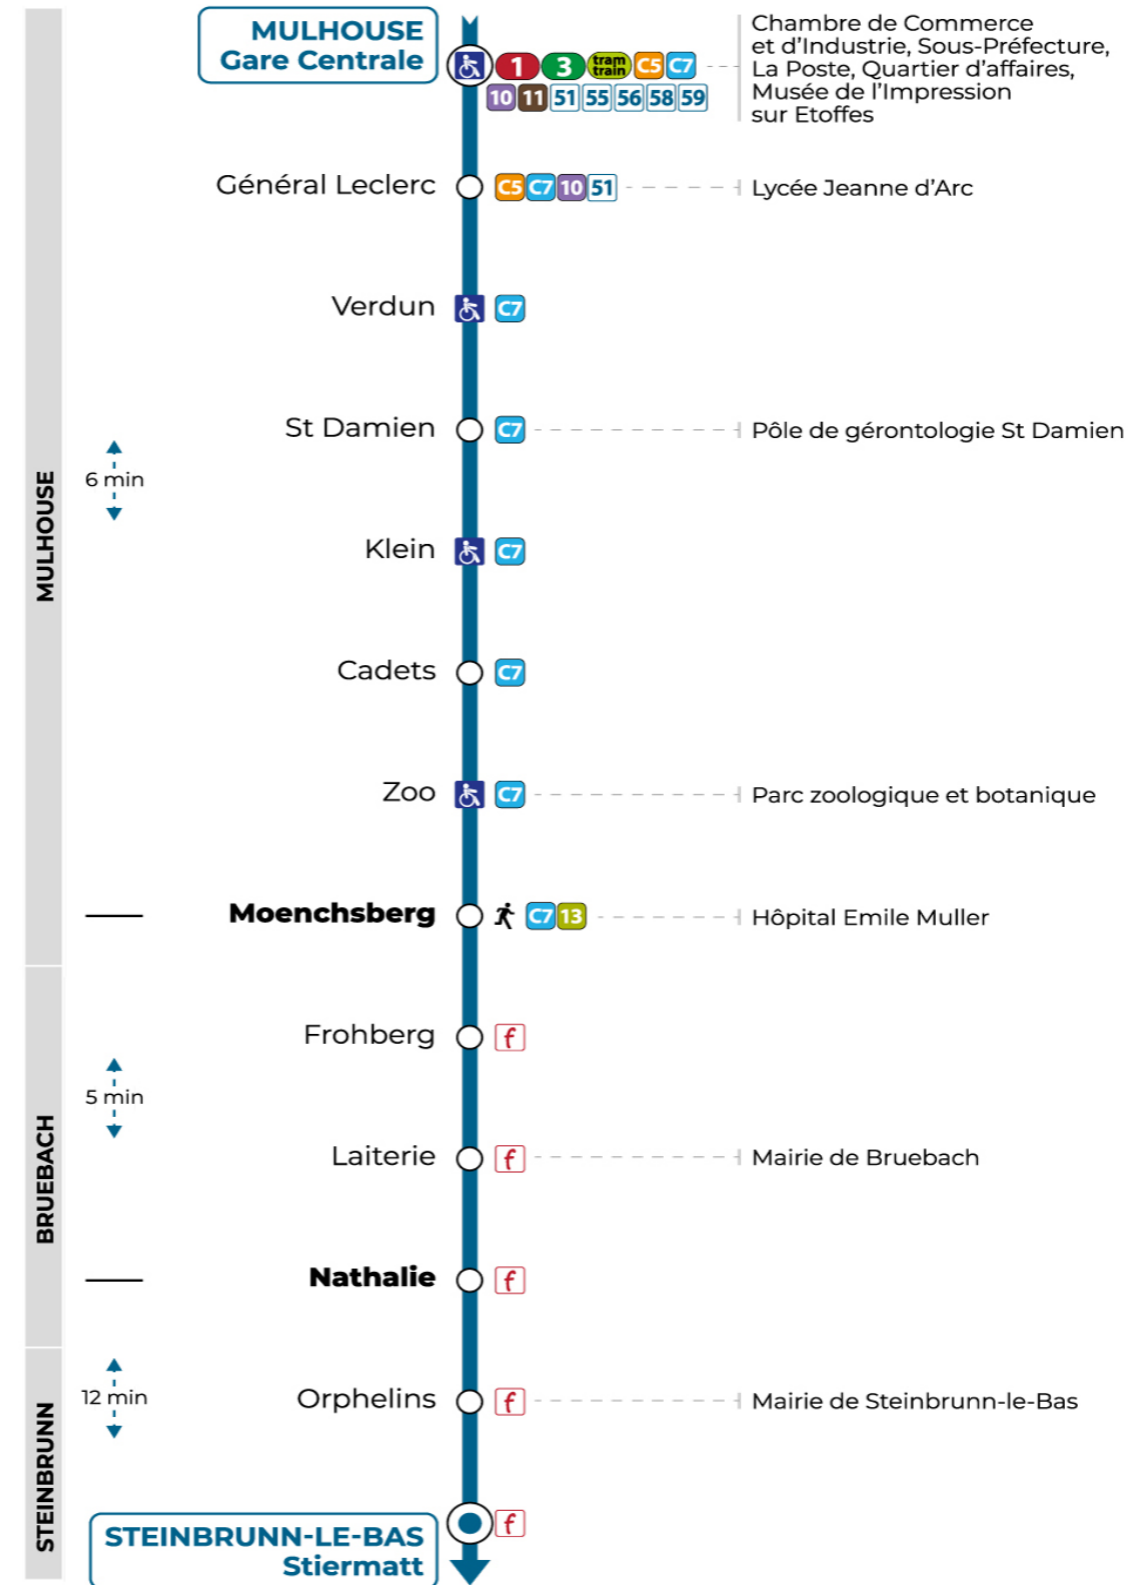 MULHOUSE
Gare Centrale
1 3 tram train C5 C7
10 11 51 55 56 58 59
Chambre de Commerce
et d’Industrie, Sous-Préfecture,
La Poste, Quartier d’affaires,
Musée de l’Impression
sur Etoffes
Général Leclerc C5 C7 10 51 Lycée Jeanne d’Arc
Verdun C7
St Damien C7 Pôle de gérontologie St Damien
6 min
MULHOUSE
Klein C7
Cadets C7
Zoo C7 Parc zoologique et botanique
Moenchsberg C7 13 Hôpital Emile Muller
Frohberg f
5 min
BRUEBACH
Laiterie f Mairie de Bruebach
Nathalie f
12 min
Orphelins f Mairie de Steinbrunn-le-Bas
STEINBRUNN
f
STEINBRUNN-LE-BAS
Stiermatt